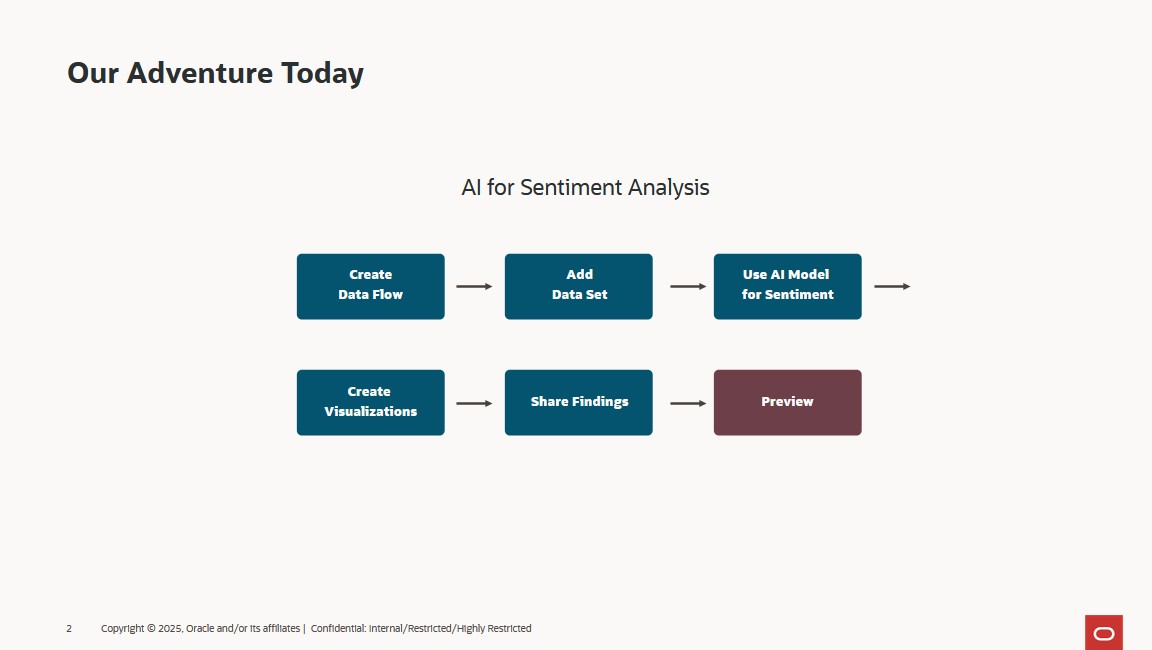 Our Adventure Today
AI for Sentiment Analysis
Create
Data Flow
Add
Data Set
Use AI Model
for Sentiment
Create
Visualizations
Share Findings
Preview
2 Copyright © 2025, Oracle and/or its affiliates | Confidential: Internal/Restricted/Highly Restricted